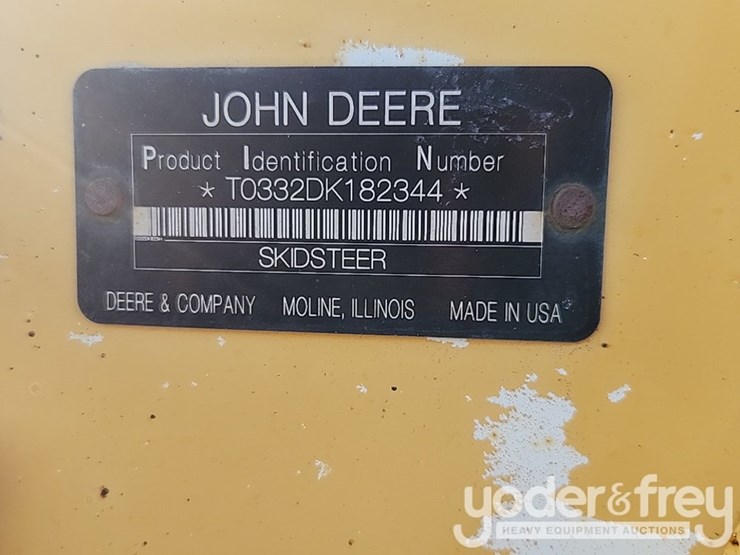 JOHN DEERE
Product Identification Number
* T0332DK182344 *
SKIDSTEER
DEERE & COMPANY MOLINE, ILLINOIS MADE IN USA
yoder&frey
HEAVY EQUIPMENT AUCTIONS